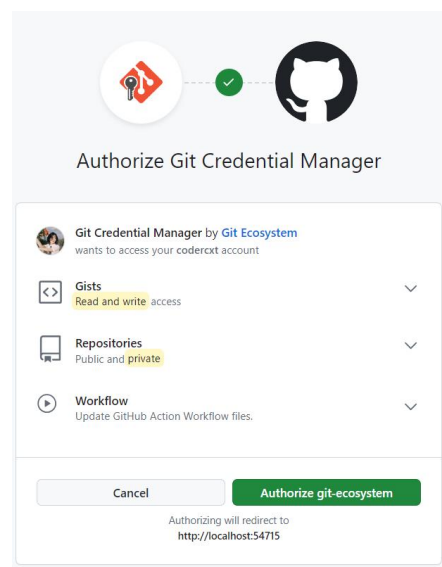 Authorize Git Credential Manager
Git Credential Manager by Git Ecosystem
wants to access your codercxt account
Gists
Read and write access
Repositories
Public and private
Workflow
Update GitHub Action Workflow files.
Cancel
Authorize git-ecosystem
Authorizing will redirect to
http://localhost:54715